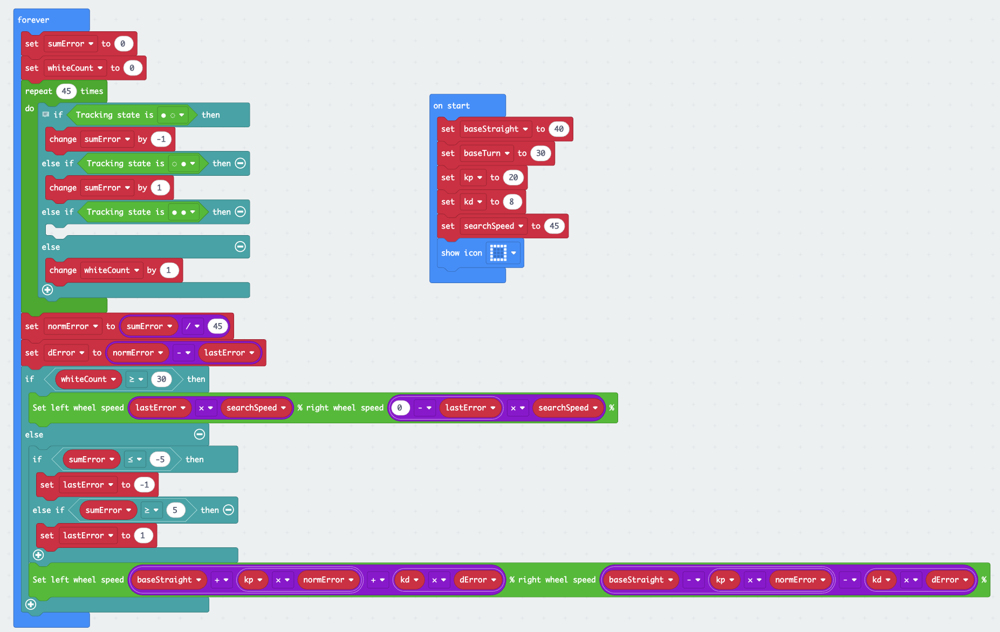 forever
set sumError to 0
set whiteCount to 0
repeat 45 times
do
if Tracking state is ● ◌ then
change sumError by -1
else if Tracking state is ◌ ● then
change sumError by 1
else if Tracking state is ● ● then
else
change whiteCount by 1
set normError to sumError / 45
set dError to normError - lastError
if whiteCount ≥ 30 then
Set left wheel speed lastError × searchSpeed % right wheel speed 0 - lastError × searchSpeed %
else
if sumError ≤ -5 then
set lastError to -1
else if sumError ≥ 5 then
set lastError to 1
Set left wheel speed baseStraight + kp × normError + kd × dError % right wheel speed baseStraight - kp × normError - kd × dError %
on start
set baseStraight to 40
set baseTurn to 30
set kp to 20
set kd to 8
set searchSpeed to 45
show icon